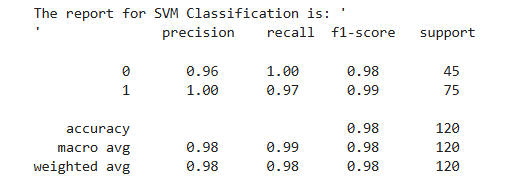 The report for SVM Classification is: '
' precision recall f1-score support
0 0.96 1.00 0.98 45
1 1.00 0.97 0.99 75
accuracy 0.98 120
macro avg 0.98 0.99 0.98 120
weighted avg 0.98 0.98 0.98 120